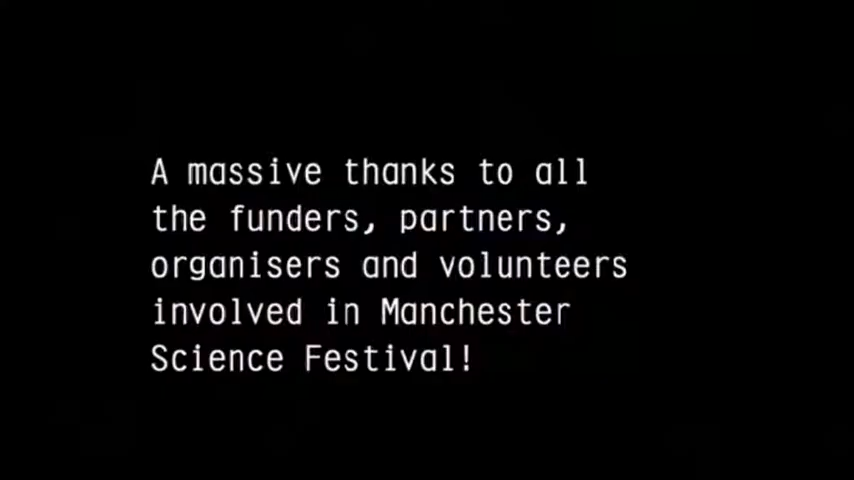 A massive thanks to all
the funders, partners,
organisers and volunteers
involved in Manchester
Science Festival!